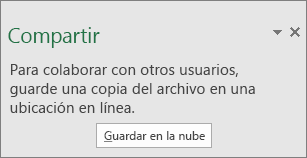 Compartir
Para colaborar con otros usuarios,
guarde una copia del archivo en una
ubicación en línea.
Guardar en la nube